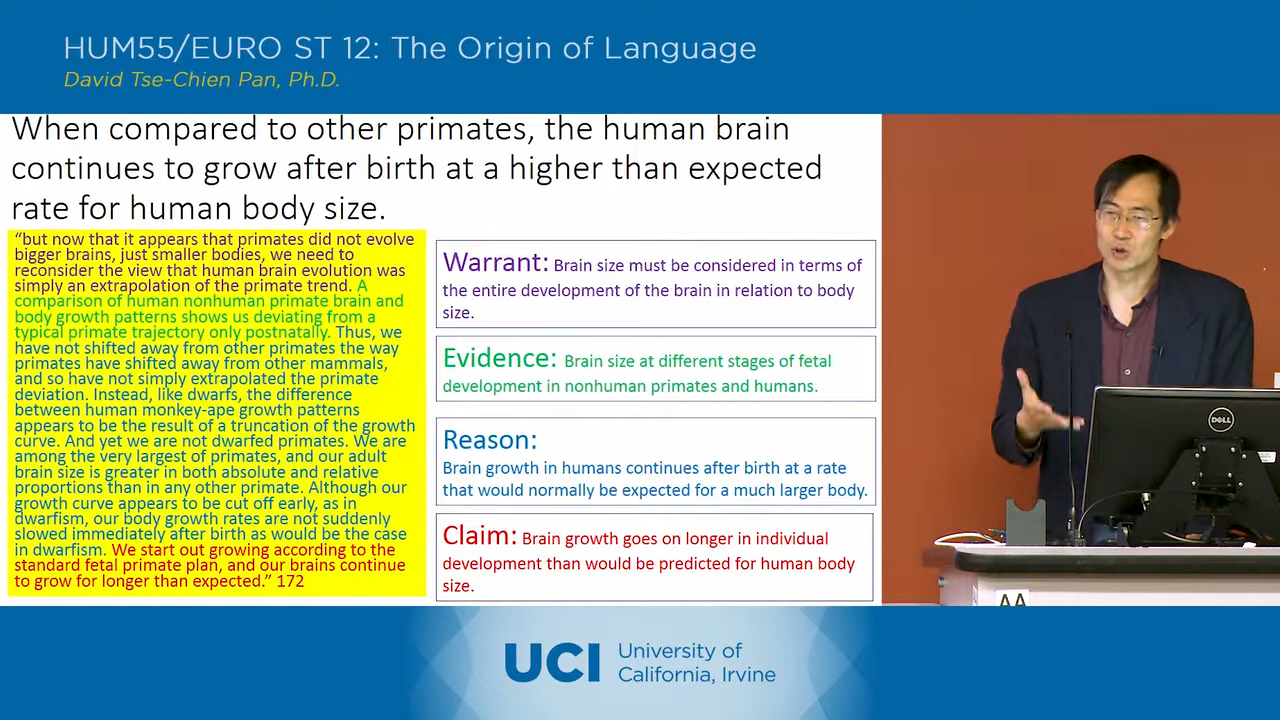 HUM55/EURO ST 12: The Origin of Language
David Tse-Chien Pan, Ph.D.
When compared to other primates, the human brain
continues to grow after birth at a higher than expected
rate for human body size.
“but now that it appears that primates did not evolve
bigger brains, just smaller bodies, we need to
reconsider the view that human brain evolution was
simply an extrapolation of the primate trend. A
comparison of human nonhuman primate brain and
body growth patterns shows us deviating from a
typical primate trajectory only postnatally. Thus, we
have not shifted away from other primates the way
primates have shifted away from other mammals,
and so have not simply extrapolated the primate
deviation. Instead, like dwarfs, the difference
between human monkey-ape growth patterns
appears to be the result of a truncation of the growth
curve. And yet we are not dwarfed primates. We are
among the very largest of primates, and our adult
brain size is greater in both absolute and relative
proportions than in any other primate. Although our
growth curve appears to be cut off early, as in
dwarfism, our body growth rates are not suddenly
slowed immediately after birth as would be the case
in dwarfism. We start out growing according to the
standard fetal primate plan, and our brains continue
to grow for longer than expected.” 172
Warrant: Brain size must be considered in terms of
the entire development of the brain in relation to body
size.
Evidence: Brain size at different stages of fetal
development in nonhuman primates and humans.
Reason:
Brain growth in humans continues after birth at a rate
that would normally be expected for a much larger body.
Claim: Brain growth goes on longer in individual
development than would be predicted for human body
size.
DELL
AA
UCI
University of
California, Irvine